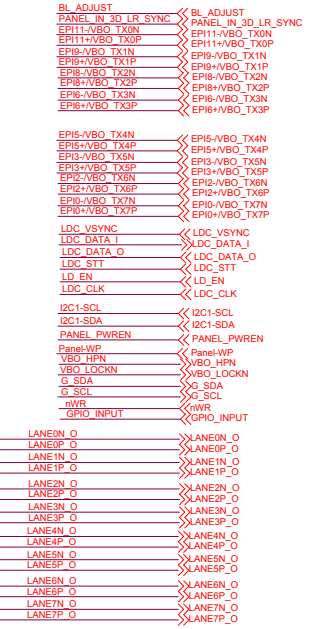 BL_ADJUST BL_ADJUST
PANEL_IN_3D_LR_SYNC PANEL_IN_3D_LR_SYNC
EPI11-/VBO_TX0N EPI11-/VBO_TX0N
EPI11+/VBO_TX0P EPI11+/VBO_TX0P
EPI9-/VBO_TX1N EPI9-/VBO_TX1N
EPI9+/VBO_TX1P EPI9+/VBO_TX1P
EPI8-/VBO_TX2N EPI8-/VBO_TX2N
EPI8+/VBO_TX2P EPI8+/VBO_TX2P
EPI6-/VBO_TX3N EPI6-/VBO_TX3N
EPI6+/VBO_TX3P EPI6+/VBO_TX3P
EPI5-/VBO_TX4N EPI5-/VBO_TX4N
EPI5+/VBO_TX4P EPI5+/VBO_TX4P
EPI3-/VBO_TX5N EPI3-/VBO_TX5N
EPI3+/VBO_TX5P EPI3+/VBO_TX5P
EPI2-/VBO_TX6N EPI2-/VBO_TX6N
EPI2+/VBO_TX6P EPI2+/VBO_TX6P
EPI0-/VBO_TX7N EPI0-/VBO_TX7N
EPI0+/VBO_TX7P EPI0+/VBO_TX7P
LDC_VSYNC LDC_VSYNC
LDC_DATA_I LDC_DATA_I
LDC_DATA_O LDC_DATA_O
LDC_STT LDC_STT
LD_EN LD_EN
LDC_CLK LDC_CLK
I2C1-SCL I2C1-SCL
I2C1-SDA I2C1-SDA
PANEL_PWREN PANEL_PWREN
Panel-WP Panel-WP
VBO_HPN VBO_HPN
VBO_LOCKN VBO_LOCKN
G_SDA G_SDA
G_SCL G_SCL
nWR nWR
GPIO_INPUT GPIO_INPUT
LANE0N_O LANE0N_O
LANE0P_O LANE0P_O
LANE1N_O LANE1N_O
LANE1P_O LANE1P_O
LANE2N_O LANE2N_O
LANE2P_O LANE2P_O
LANE3N_O LANE3N_O
LANE3P_O LANE3P_O
LANE4N_O LANE4N_O
LANE4P_O LANE4P_O
LANE5N_O LANE5N_O
LANE5P_O LANE5P_O
LANE6N_O LANE6N_O
LANE6P_O LANE6P_O
LANE7N_O LANE7N_O
LANE7P_O LANE7P_O